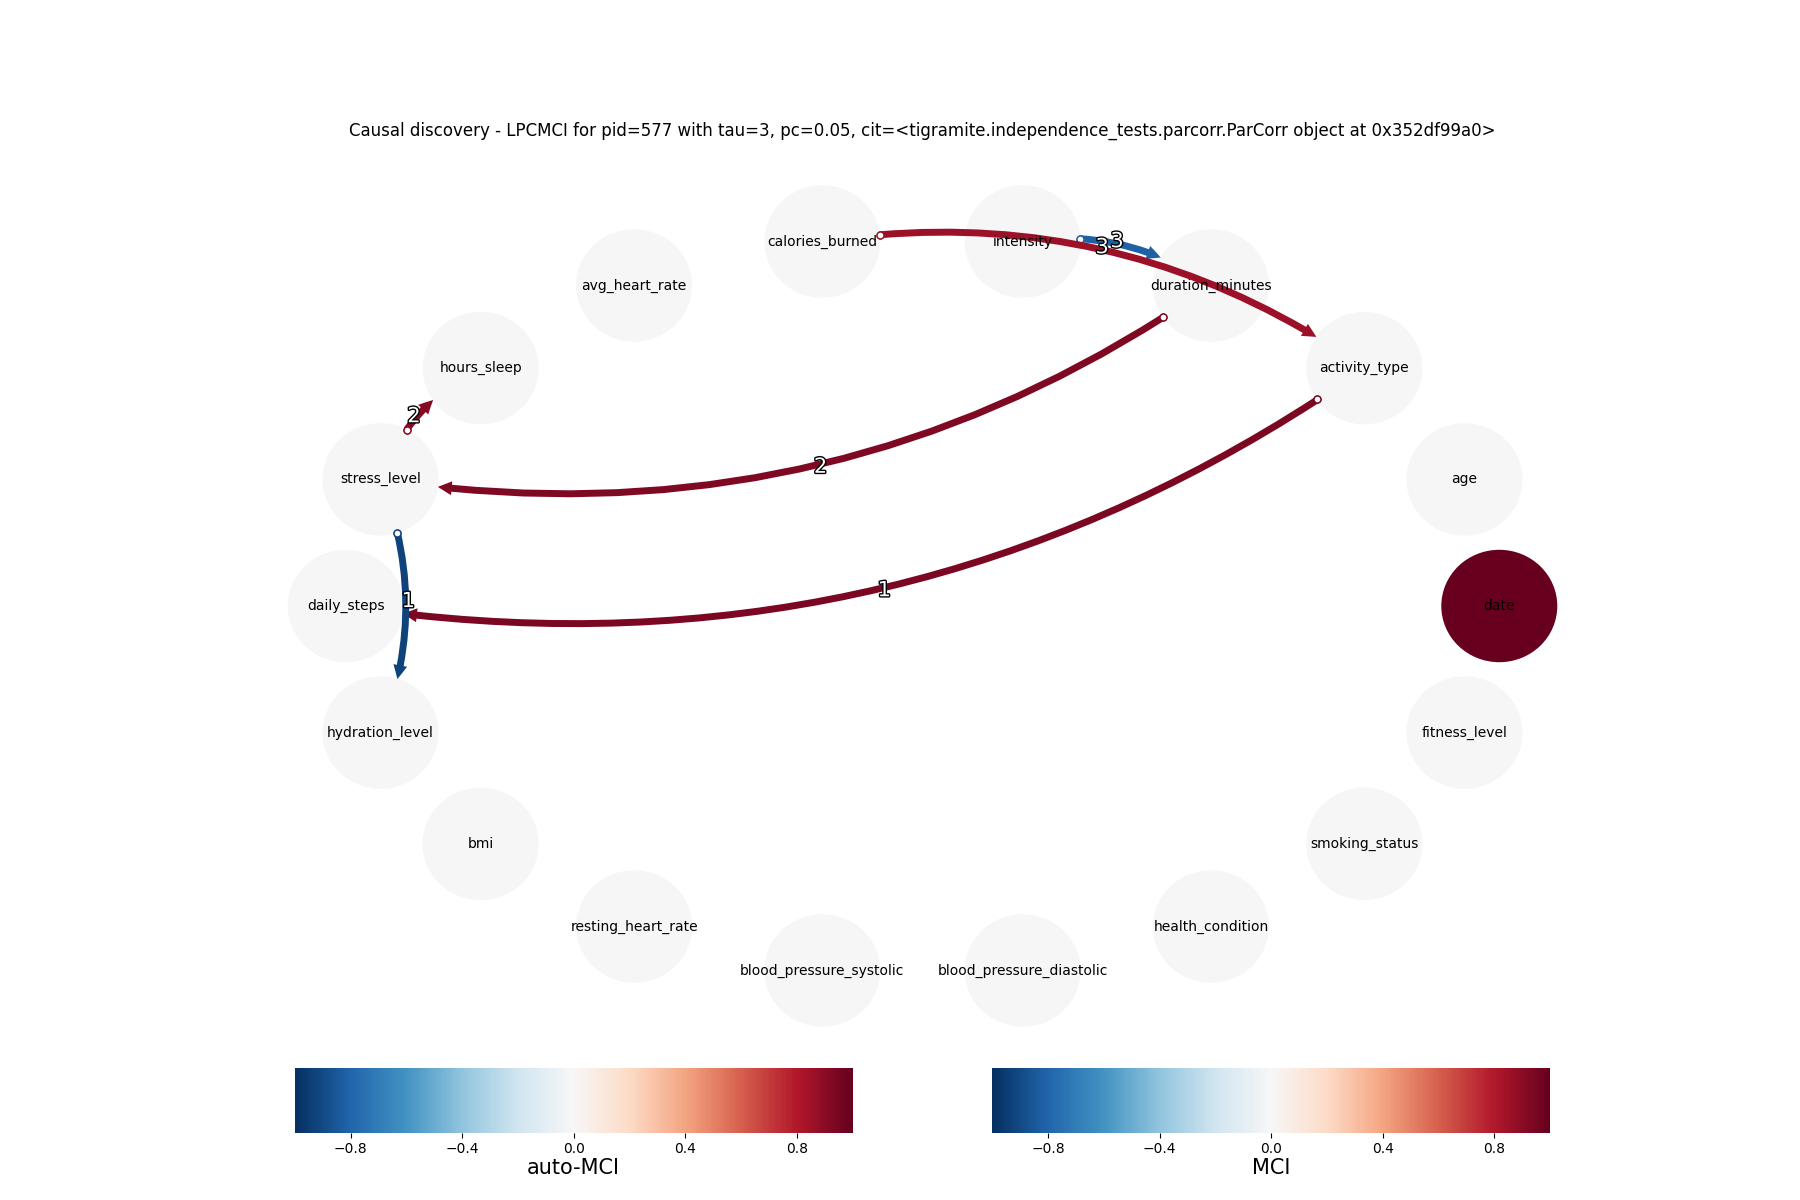 Causal discovery - LPCMCI for pid=577 with tau=3, pc=0.05, cit=<tigramite.independence_tests.parcorr.ParCorr object at 0x352df99a0>
calories_burned
intensity
3
3
avg_heart_rate
duration_minutes
hours_sleep
activity_type
2
2
stress_level
age
1
1
daily_steps
date
hydration_level
fitness_level
bmi
smoking_status
resting_heart_rate
health_condition
blood_pressure_systolic
blood_pressure_diastolic
−0.8 −0.4 0.0 0.4 0.8
auto-MCI
−0.8 −0.4 0.0 0.4 0.8
MCI